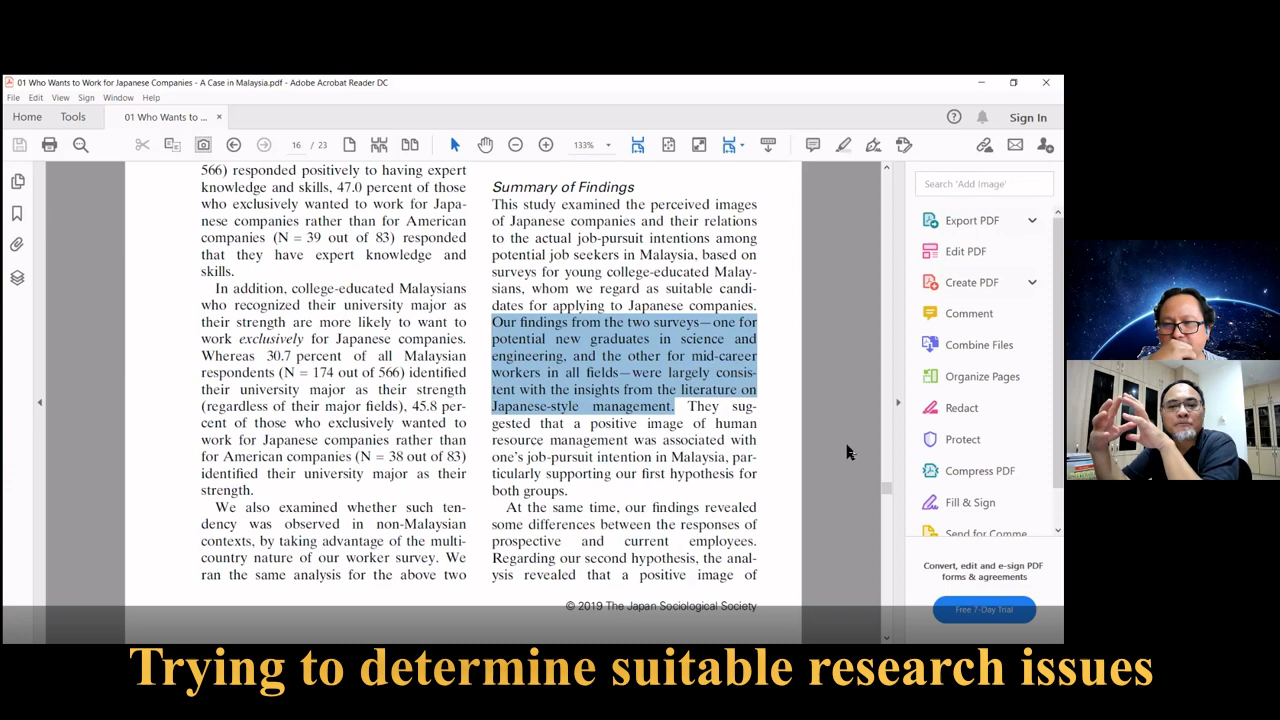 01 Who Wants to Work for Japanese Companies - A Case in Malaysia.pdf - Adobe Acrobat Reader DC
File Edit View Sign Window Help
Home Tools 01 Who Wants to ... × Sign In
16 / 23 133%
566) responded positively to having expert
knowledge and skills, 47.0 percent of those
who exclusively wanted to work for Japa-
nese companies rather than for American
companies (N = 39 out of 83) responded
that they have expert knowledge and
skills.
In addition, college-educated Malaysians
who recognized their university major as
their strength are more likely to want to
work exclusively for Japanese companies.
Whereas 30.7 percent of all Malaysian
respondents (N = 174 out of 566) identified
their university major as their strength
(regardless of their major fields), 45.8 per-
cent of those who exclusively wanted to
work for Japanese companies rather than
for American companies (N = 38 out of 83)
identified their university major as their
strength.
We also examined whether such ten-
dency was observed in non-Malaysian
contexts, by taking advantage of the multi-
country nature of our worker survey. We
ran the same analysis for the above two
Summary of Findings
This study examined the perceived images
of Japanese companies and their relations
to the actual job-pursuit intentions among
potential job seekers in Malaysia, based on
surveys for young college-educated Malay-
sians, whom we regard as suitable candi-
dates for applying to Japanese companies.
Our findings from the two surveys—one for
potential new graduates in science and
engineering, and the other for mid-career
workers in all fields—were largely consis-
tent with the insights from the literature on
Japanese-style management. They sug-
gested that a positive image of human
resource management was associated with
one's job-pursuit intention in Malaysia, par-
ticularly supporting our first hypothesis for
both groups.
At the same time, our findings revealed
some differences between the responses of
prospective and current employees.
Regarding our second hypothesis, the anal-
ysis revealed that a positive image of
© 2019 The Japan Sociological Society
Search 'Add Image'
Export PDF
Edit PDF
Create PDF
Comment
Combine Files
Organize Pages
Redact
Protect
Compress PDF
Fill & Sign
Send for Comme
Convert, edit and e-sign PDF
forms & agreements
Free 7-Day Trial
Trying to determine suitable research issues